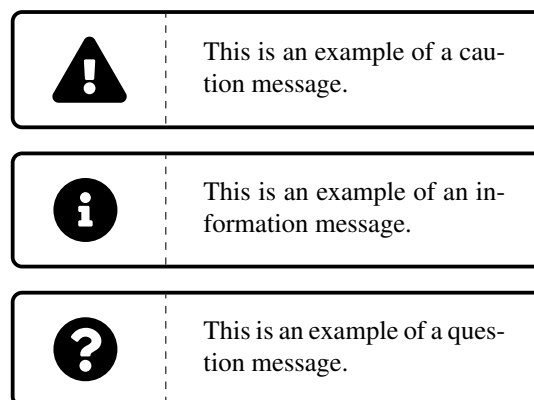 This is an example of a cau-
tion message.
This is an example of an in-
formation message.
This is an example of a ques-
tion message.